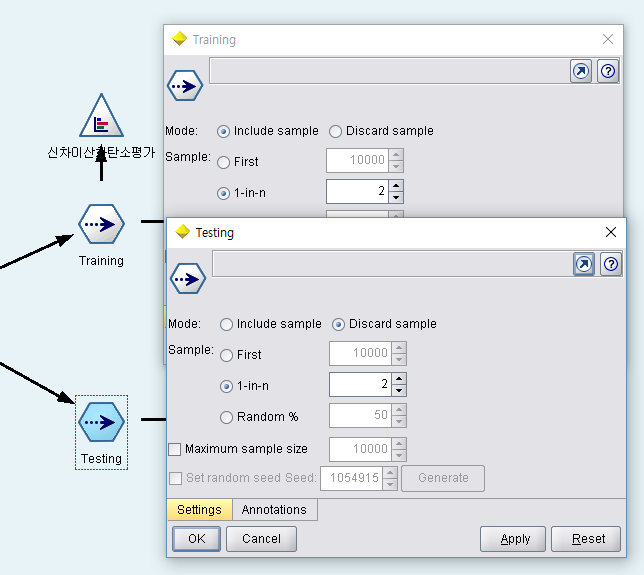 Training
Mode: Include sample Discard sample
Sample: First 10000
1-in-n 2
신차이산화탄소평가
Training
Testing
Mode: Include sample Discard sample
Sample: First 10000
1-in-n 2
Random % 50
Maximum sample size 10000
Set random seed Seed: 1054915 Generate
Settings Annotations
OK Cancel Apply Reset
Testing